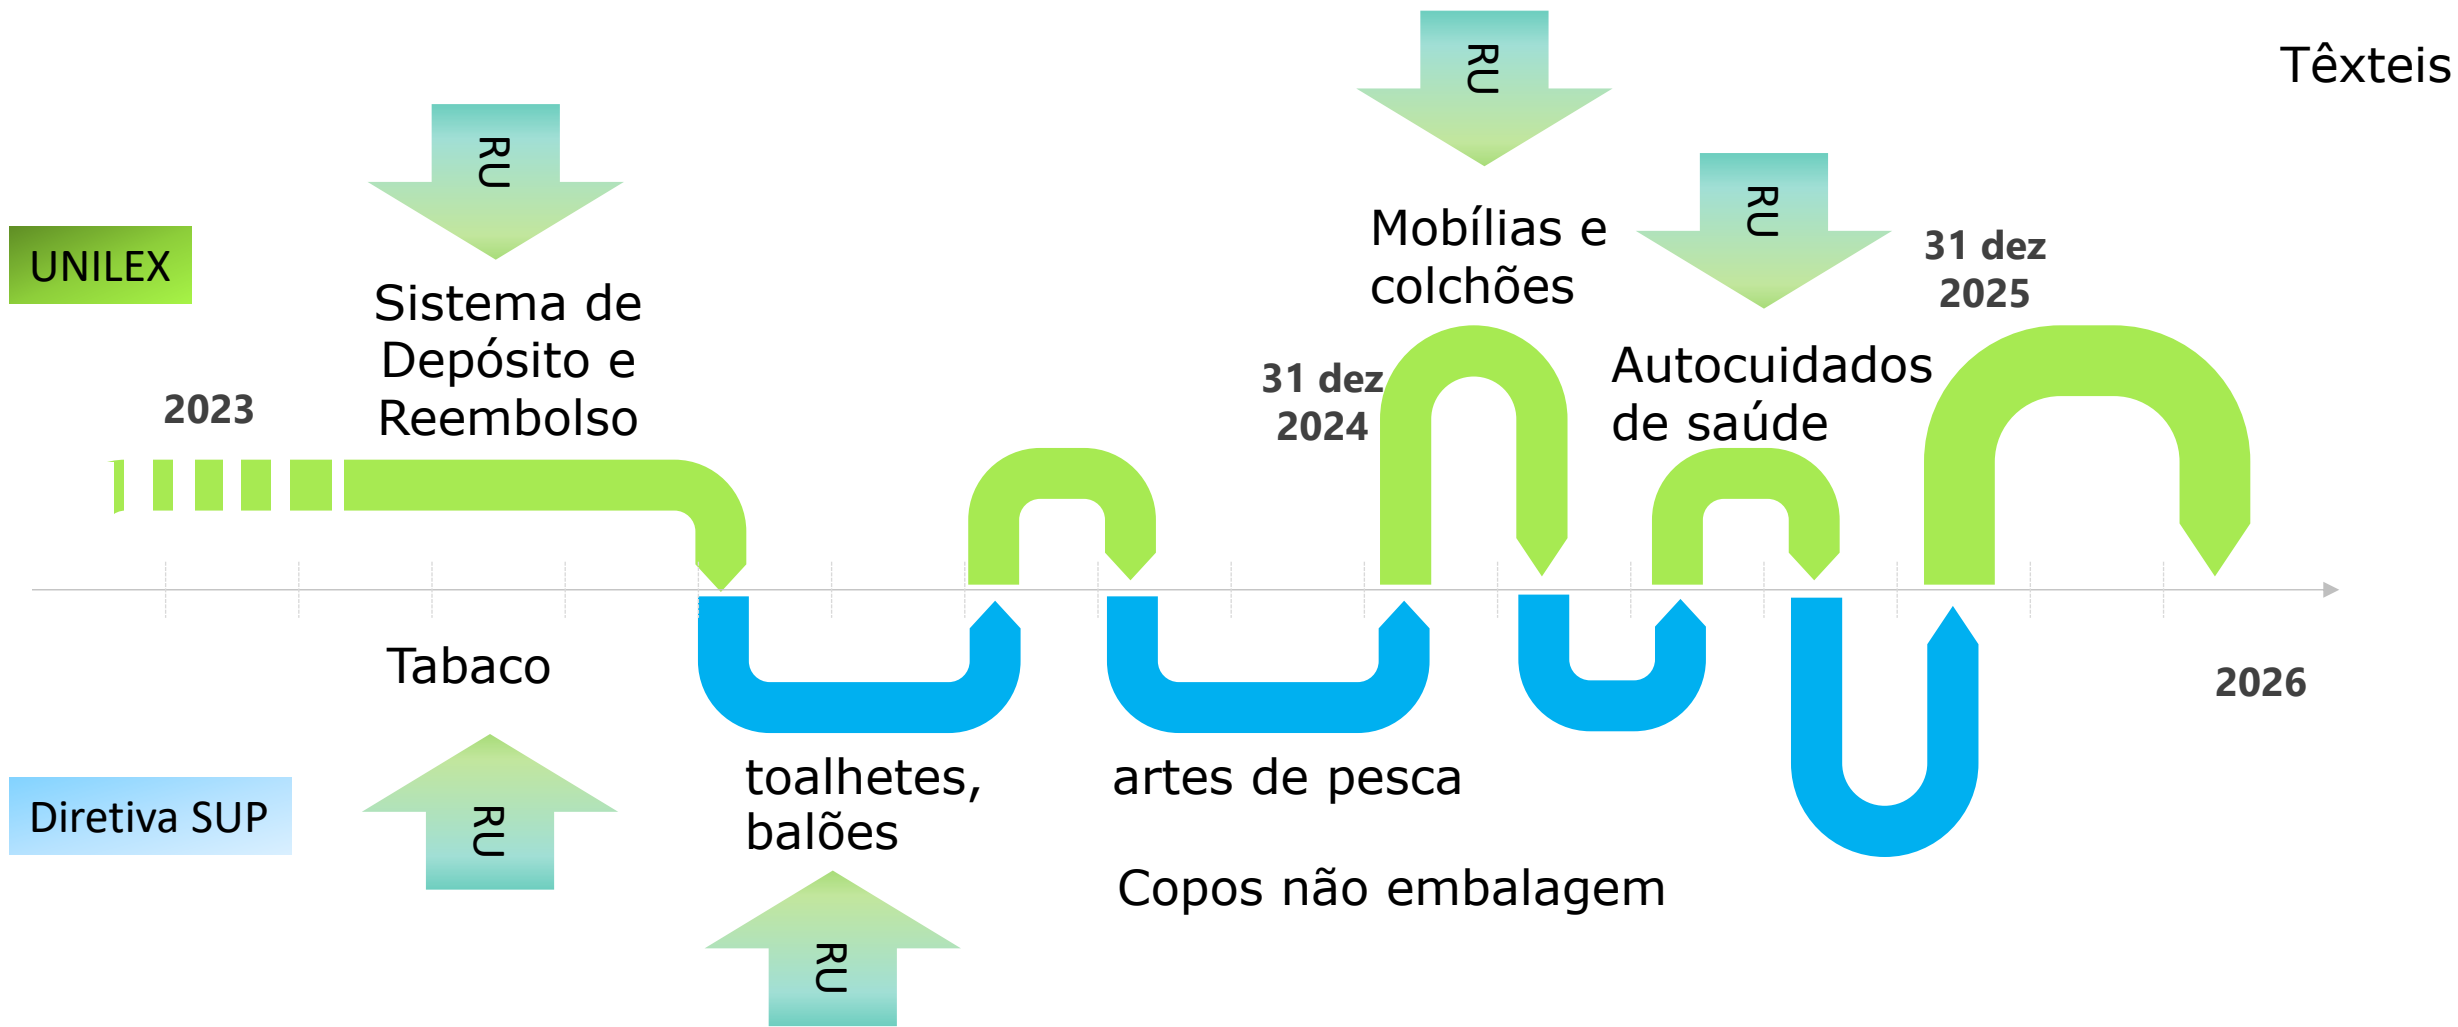 RU
Têxteis
RU
RU
Mobílias e
colchões
31 dez
2025
UNILEX
Sistema de
Depósito e
Reembolso
2023
31 dez
2024
Autocuidados
de saúde
Tabaco
2026
Diretiva SUP
RU
toalhetes,
balões
artes de pesca
Copos não embalagem
RU